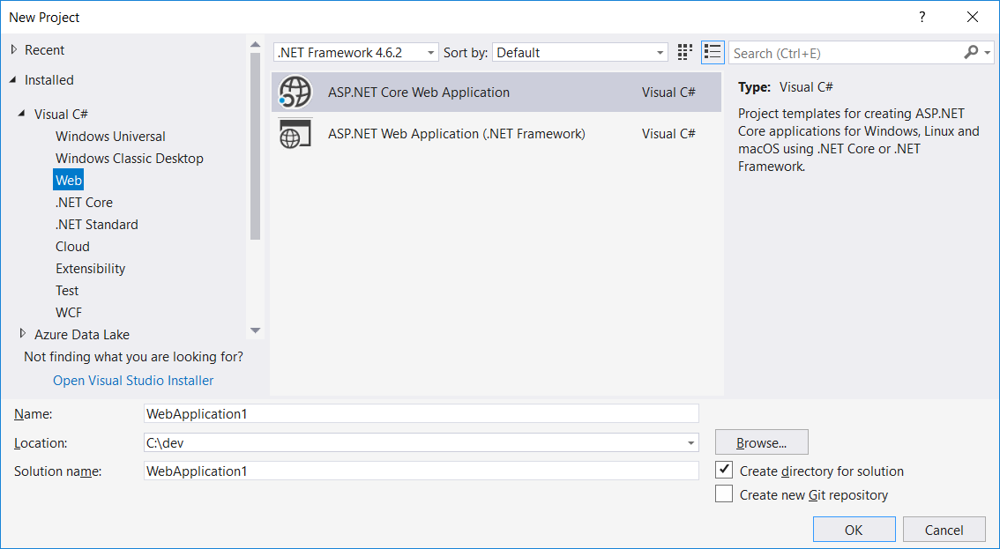 New Project
?
Recent
Installed
Visual C#
Windows Universal
Windows Classic Desktop
Web
.NET Core
.NET Standard
Cloud
Extensibility
Test
WCF
Azure Data Lake
Not finding what you are looking for?
Open Visual Studio Installer
.NET Framework 4.6.2 Sort by: Default
ASP.NET Core Web Application Visual C#
ASP.NET Web Application (.NET Framework) Visual C#
Search (Ctrl+E)
Type: Visual C#
Project templates for creating ASP.NET
Core applications for Windows, Linux and
macOS using .NET Core or .NET
Framework.
Name: WebApplication1
Location: C:\dev Browse...
Solution name: WebApplication1
Create directory for solution
Create new Git repository
OK Cancel